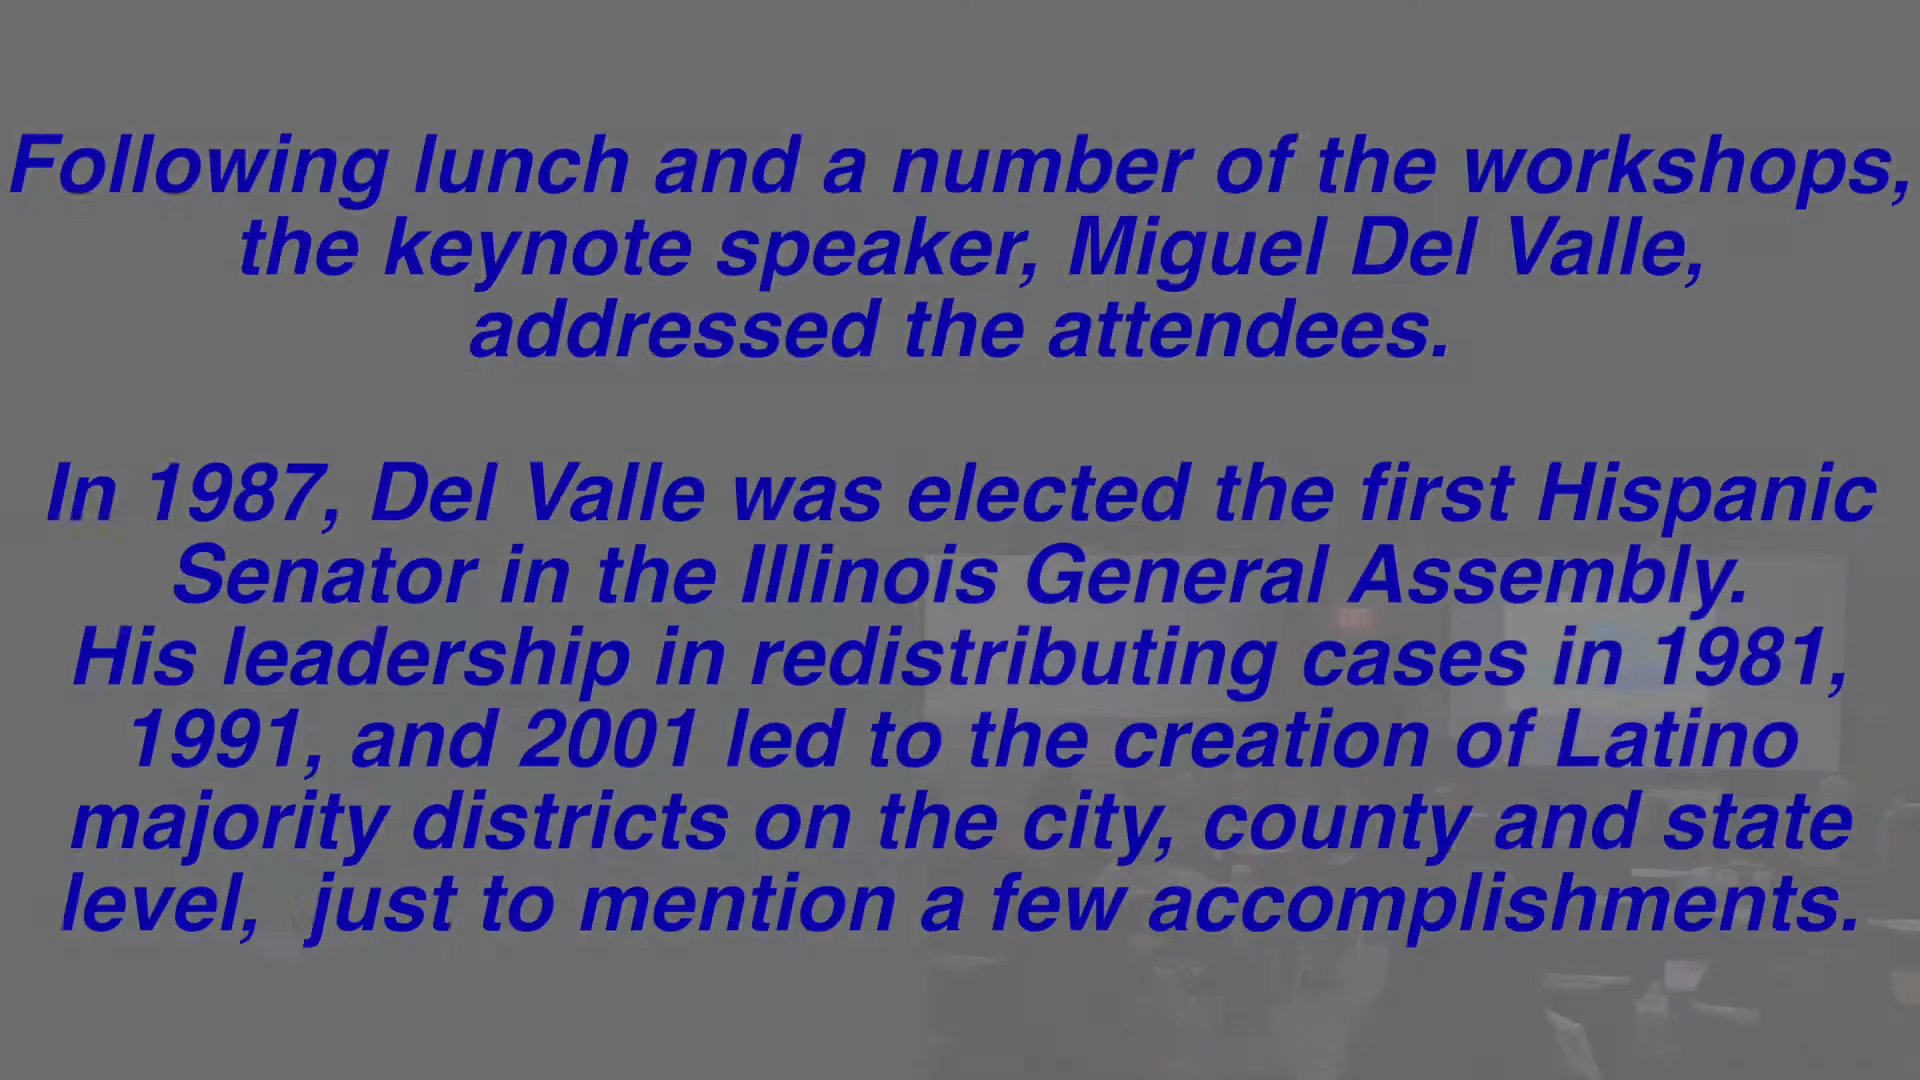 Following lunch and a number of the workshops,
the keynote speaker, Miguel Del Valle,
addressed the attendees.
In 1987, Del Valle was elected the first Hispanic
Senator in the Illinois General Assembly.
His leadership in redistributing cases in 1981,
1991, and 2001 led to the creation of Latino
majority districts on the city, county and state
level,  just to mention a few accomplishments.
EXIT